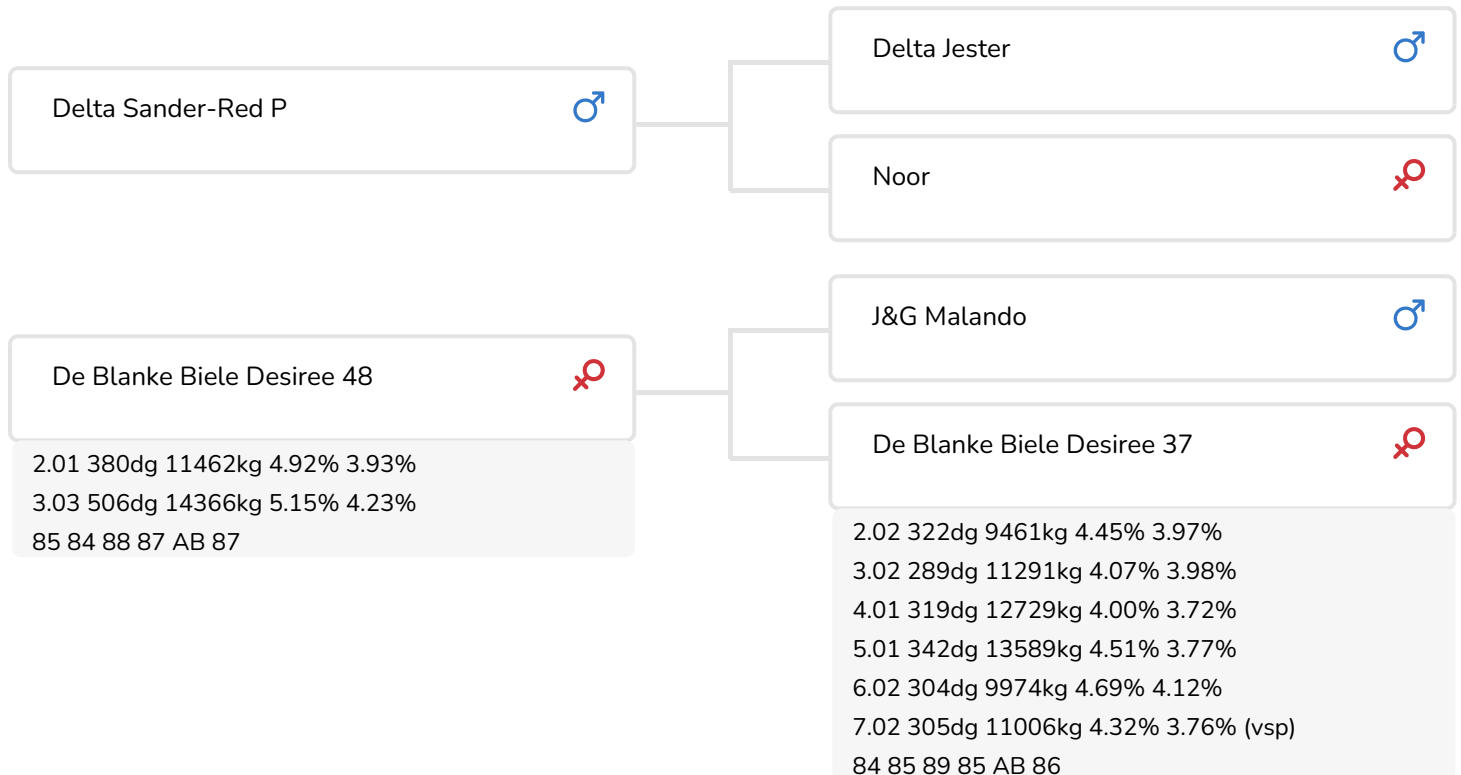 Delta Sander-Red P
De Blanke Biele Desiree 48
2.01 380dg 11462kg 4.92% 3.93%
3.03 506dg 14366kg 5.15% 4.23%
85 84 88 87 AB 87
Delta Jester
Noor
J&G Malando
De Blanke Biele Desiree 37
2.02 322dg 9461kg 4.45% 3.97%
3.02 289dg 11291kg 4.07% 3.98%
4.01 319dg 12729kg 4.00% 3.72%
5.01 342dg 13589kg 4.51% 3.77%
6.02 304dg 9974kg 4.69% 4.12%
7.02 305dg 11006kg 4.32% 3.76% (vsp)
84 85 89 85 AB 86